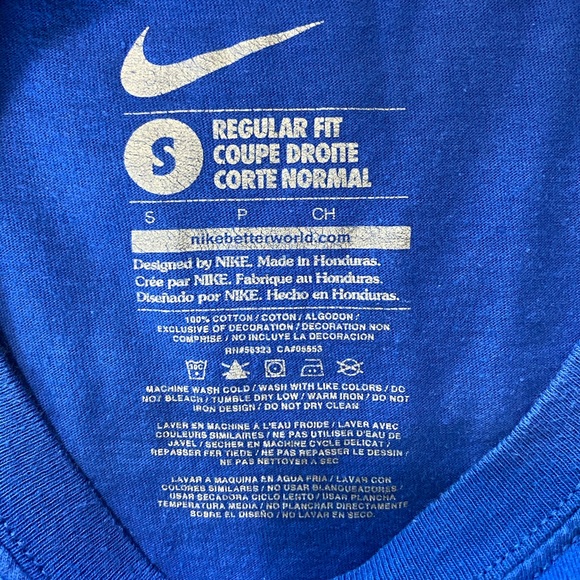 S
REGULAR FIT
COUPE DROITE
CORTE NORMAL
S P CH
nikebetterworld.com
Designed by NIKE. Made in Honduras.
Crée par NIKE. Fabrique au Honduras.
Diseñado por NIKE. Hecho en Honduras.
100% COTTON / COTON / ALGODON /
EXCLUSIVE OF DECORATION / DECORATION NON
COMPRISE / NO INCLUYE LA DECORACION
RN#56323 CA#05553
30C
MACHINE WASH COLD / WASH WITH LIKE COLORS / DO
NOT BLEACH / TUMBLE DRY LOW / WARM IRON / DO NOT
IRON DESIGN / DO NOT DRY CLEAN
LAVER EN MACHINE A L'EAU FROIDE / LAVER AVEC
COULEURS SIMILAIRES / NE PAS UTILISER D'EAU DE
JAVEL / SECHER EN MACHINE CYCLE DELICAT /
REPASSER FER TIEDE / NE PAS REPASSER LE DESSIN /
NE PAS NETTOYER A SEC
LAVAR A MAQUINA EN AGUA FRIA / LAVAR CON
COLORES SIMILARES / NO USAR BLANQUEADORES /
USAR SECADORA CICLO LENTO / USAR PLANCHA
TEMPERATURA MEDIA / NO PLANCHAR DIRECTAMENTE
SOBRE EL DISEÑO / NO LAVAR EN SECO.